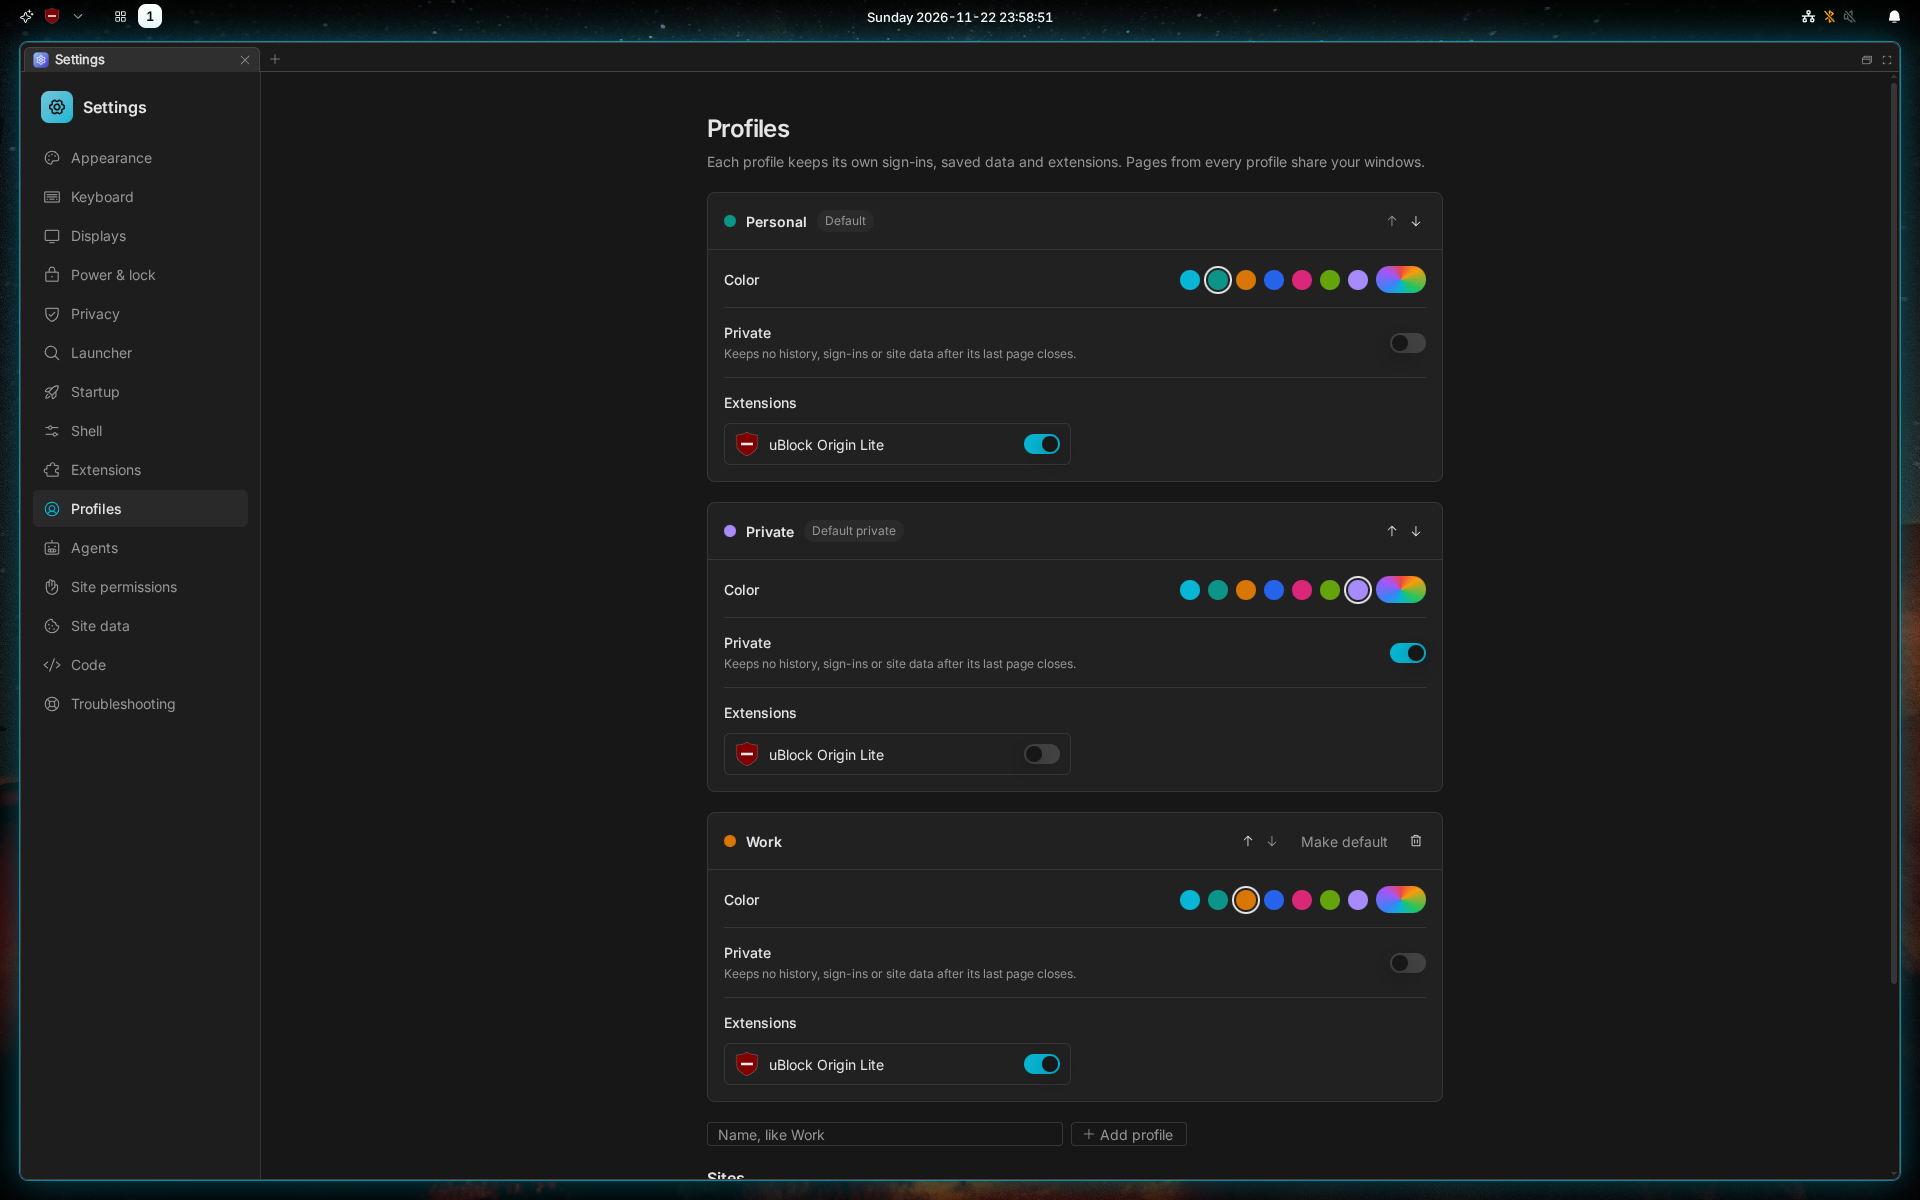 1
Sunday 2026-11-22 23:58:51
Settings
Settings
Appearance
Keyboard
Displays
Power & lock
Privacy
Launcher
Startup
Shell
Extensions
Profiles
Agents
Site permissions
Site data
Code
Troubleshooting
Profiles
Each profile keeps its own sign-ins, saved data and extensions. Pages from every profile share your windows.
Personal Default
Color
Private
Keeps no history, sign-ins or site data after its last page closes.
Extensions
uBlock Origin Lite
Private Default private
Color
Private
Keeps no history, sign-ins or site data after its last page closes.
Extensions
uBlock Origin Lite
Work Make default
Color
Private
Keeps no history, sign-ins or site data after its last page closes.
Extensions
uBlock Origin Lite
Name, like Work Add profile
Sites